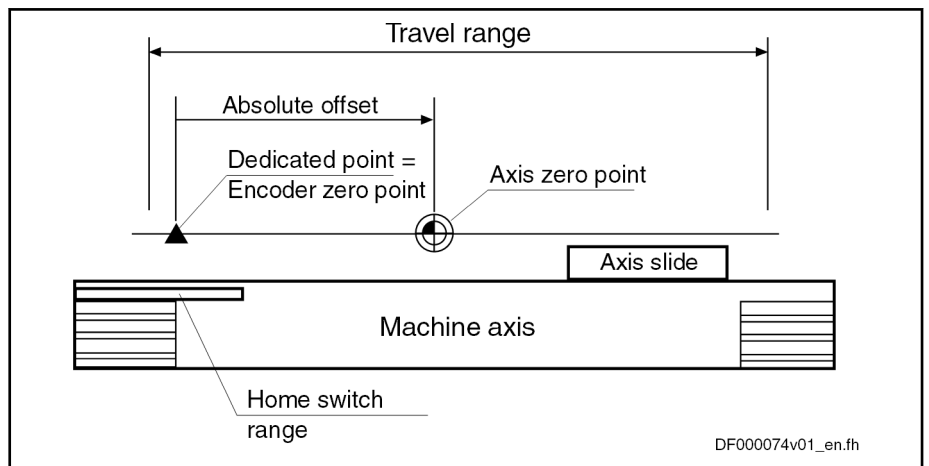 Travel range
Absolute offset
Dedicated point =
Encoder zero point
Axis zero point
Axis slide
Machine axis
Home switch
range
DF000074v01_en.fh